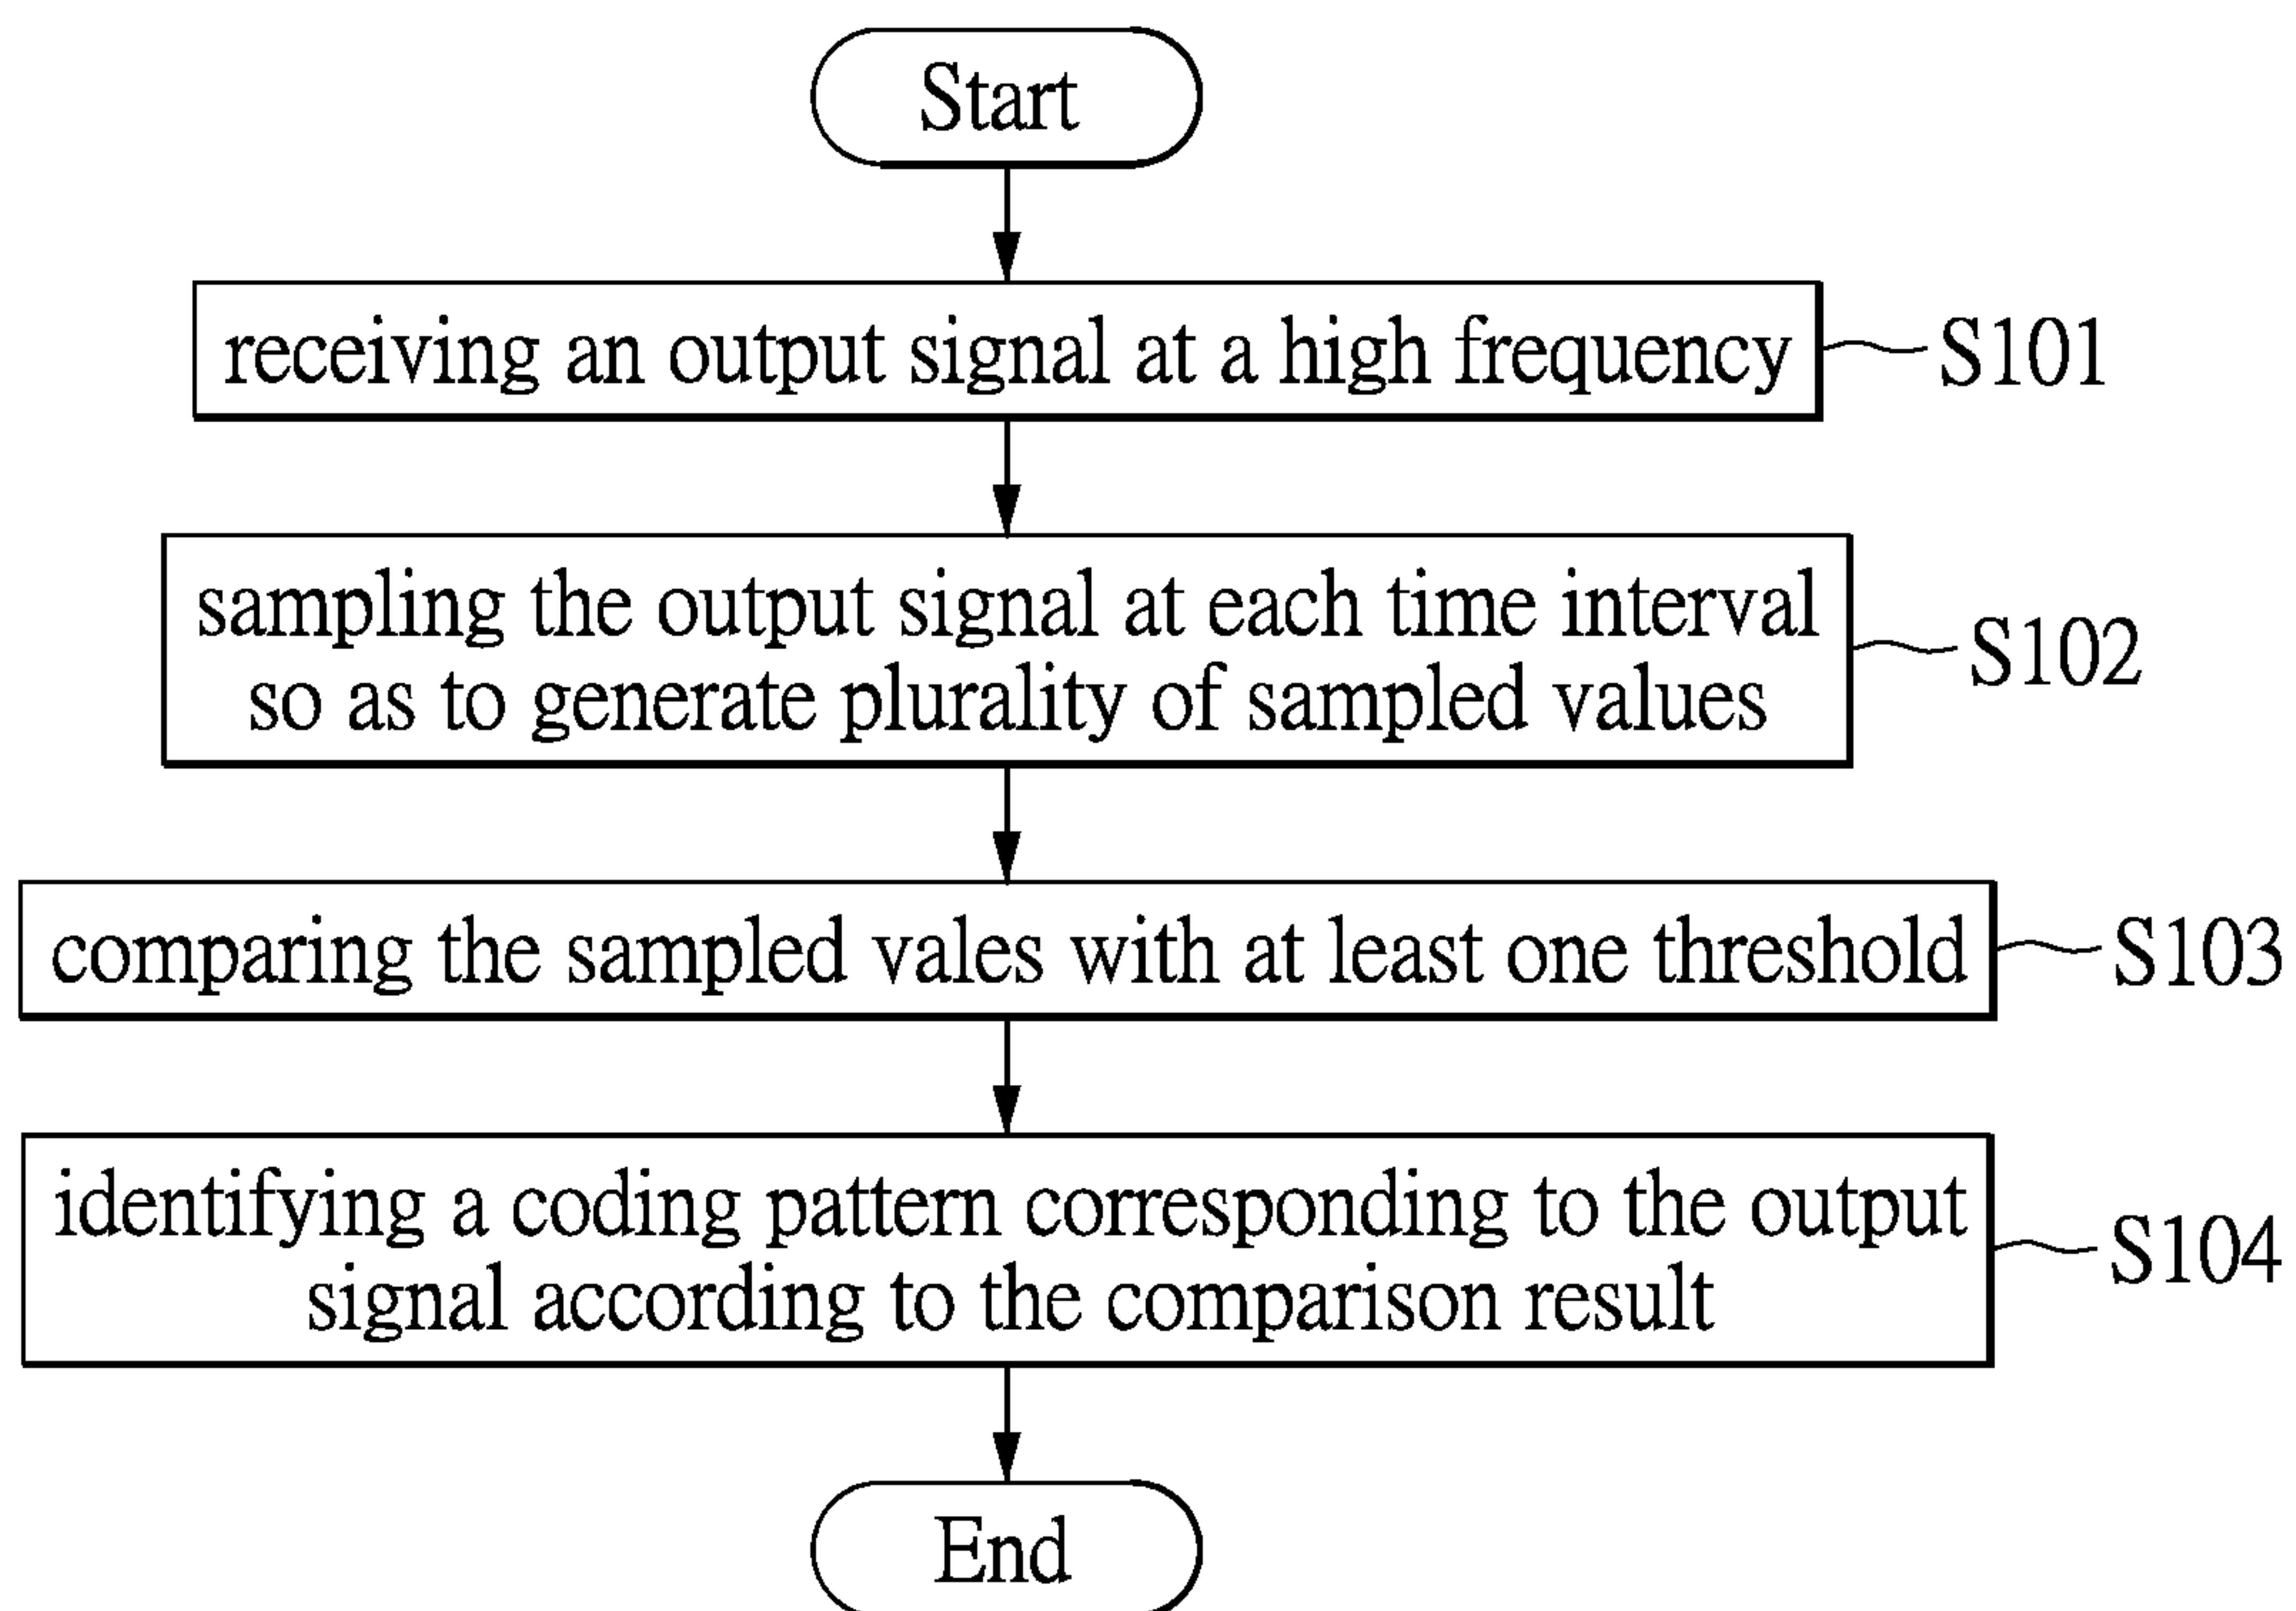 Start
receiving an output signal at a high frequency
S101
sampling the output signal at each time interval
so as to generate plurality of sampled values
S102
comparing the sampled vales with at least one threshold
S103
identifying a coding pattern corresponding to the output
signal according to the comparison result
S104
End